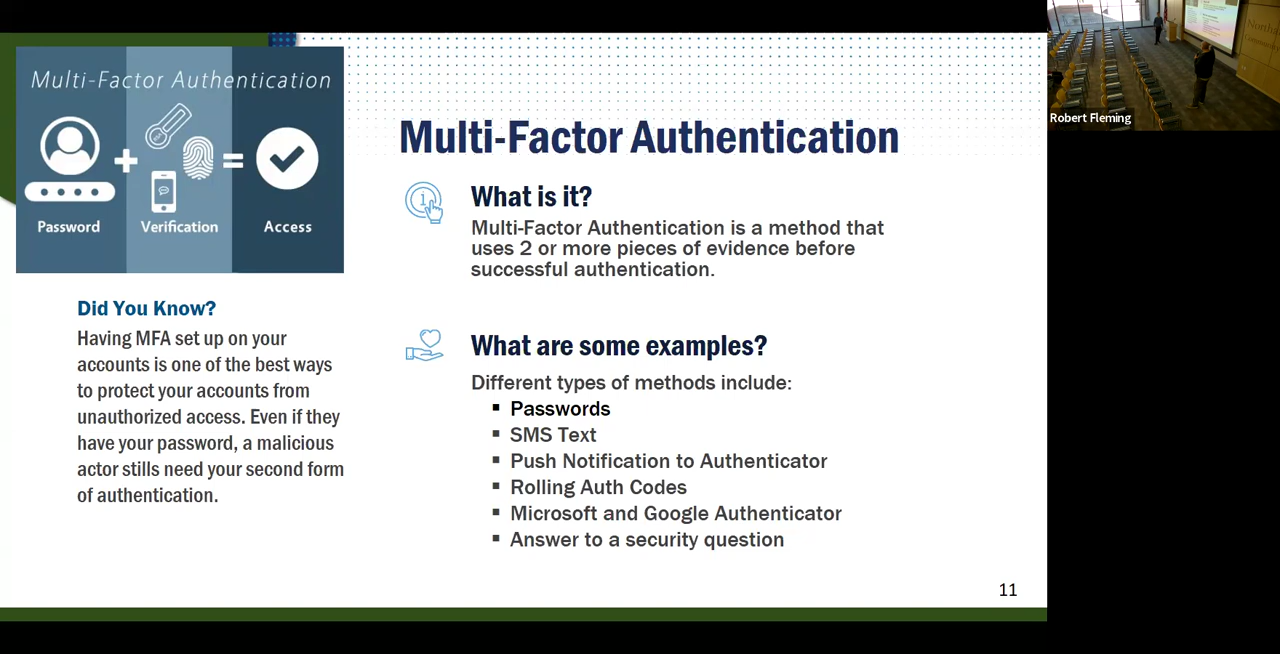 Multi-Factor Authentication
Password
Verification
Access
Did You Know?
Having MFA set up on your
accounts is one of the best ways
to protect your accounts from
unauthorized access. Even if they
have your password, a malicious
actor stills need your second form
of authentication.
Multi-Factor Authentication
What is it?
Multi-Factor Authentication is a method that
uses 2 or more pieces of evidence before
successful authentication.
What are some examples?
Different types of methods include:
▪ Passwords
▪ SMS Text
▪ Push Notification to Authenticator
▪ Rolling Auth Codes
▪ Microsoft and Google Authenticator
▪ Answer to a security question
11
Robert Fleming